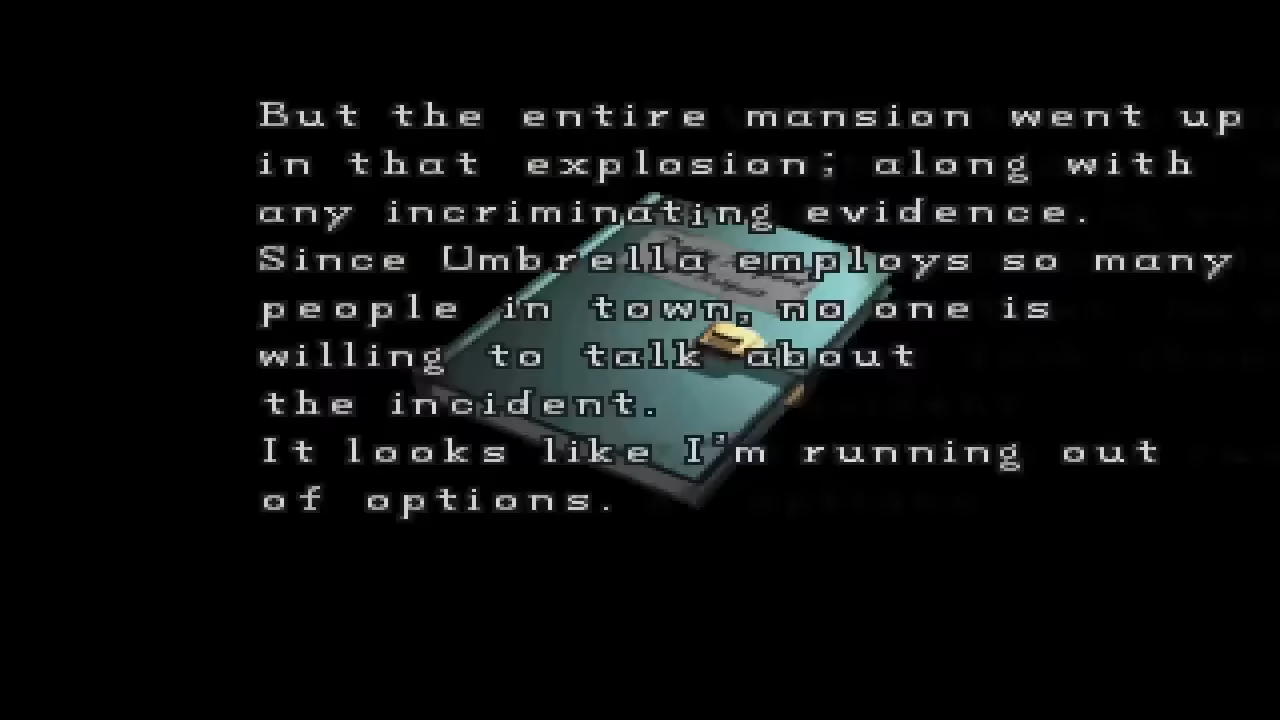 But the entire mansion went up
in that explosion; along with
any incriminating evidence.
Since Umbrella employs so many
people in town, no one is
willing to talk about
the incident.
It looks like I'm running out
of options.